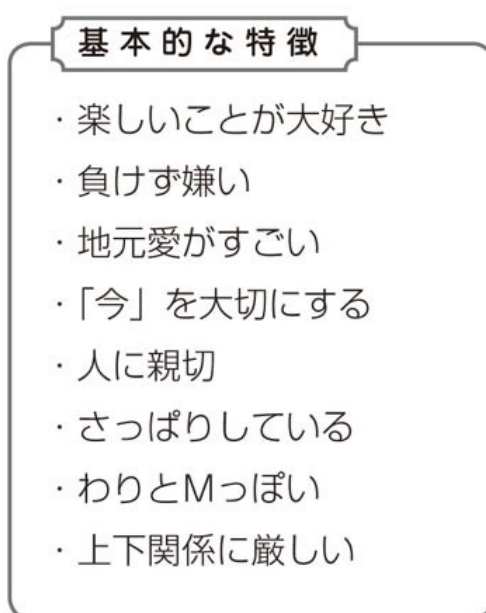 基本的な特徴
・楽しいことが大好き
・負けず嫌い
・地元愛がすごい
・「今」を大切にする
・人に親切
・さっぱりしている
・わりとMっぽい
・上下関係に厳しい